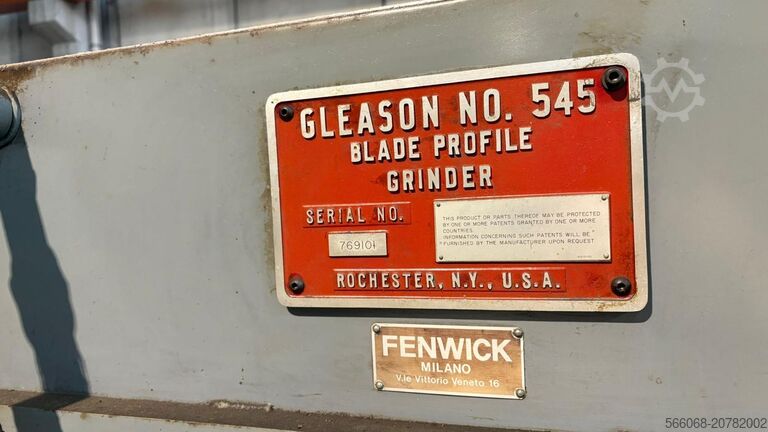 GLEASON NO. 545
BLADE PROFILE
GRINDER
SERIAL NO.
769101
THIS PRODUCT OR PARTS THEREOF MAY BE PROTECTED
BY ONE OR MORE PATENTS GRANTED BY ONE OR MORE
COUNTRIES.
INFORMATION CONCERNING SUCH PATENTS WILL BE
FURNISHED BY THE MANUFACTURER UPON REQUEST
ROCHESTER, N.Y., U.S.A.
FENWICK
MILANO
V.le Vittorio Veneto 16
566068-20782002